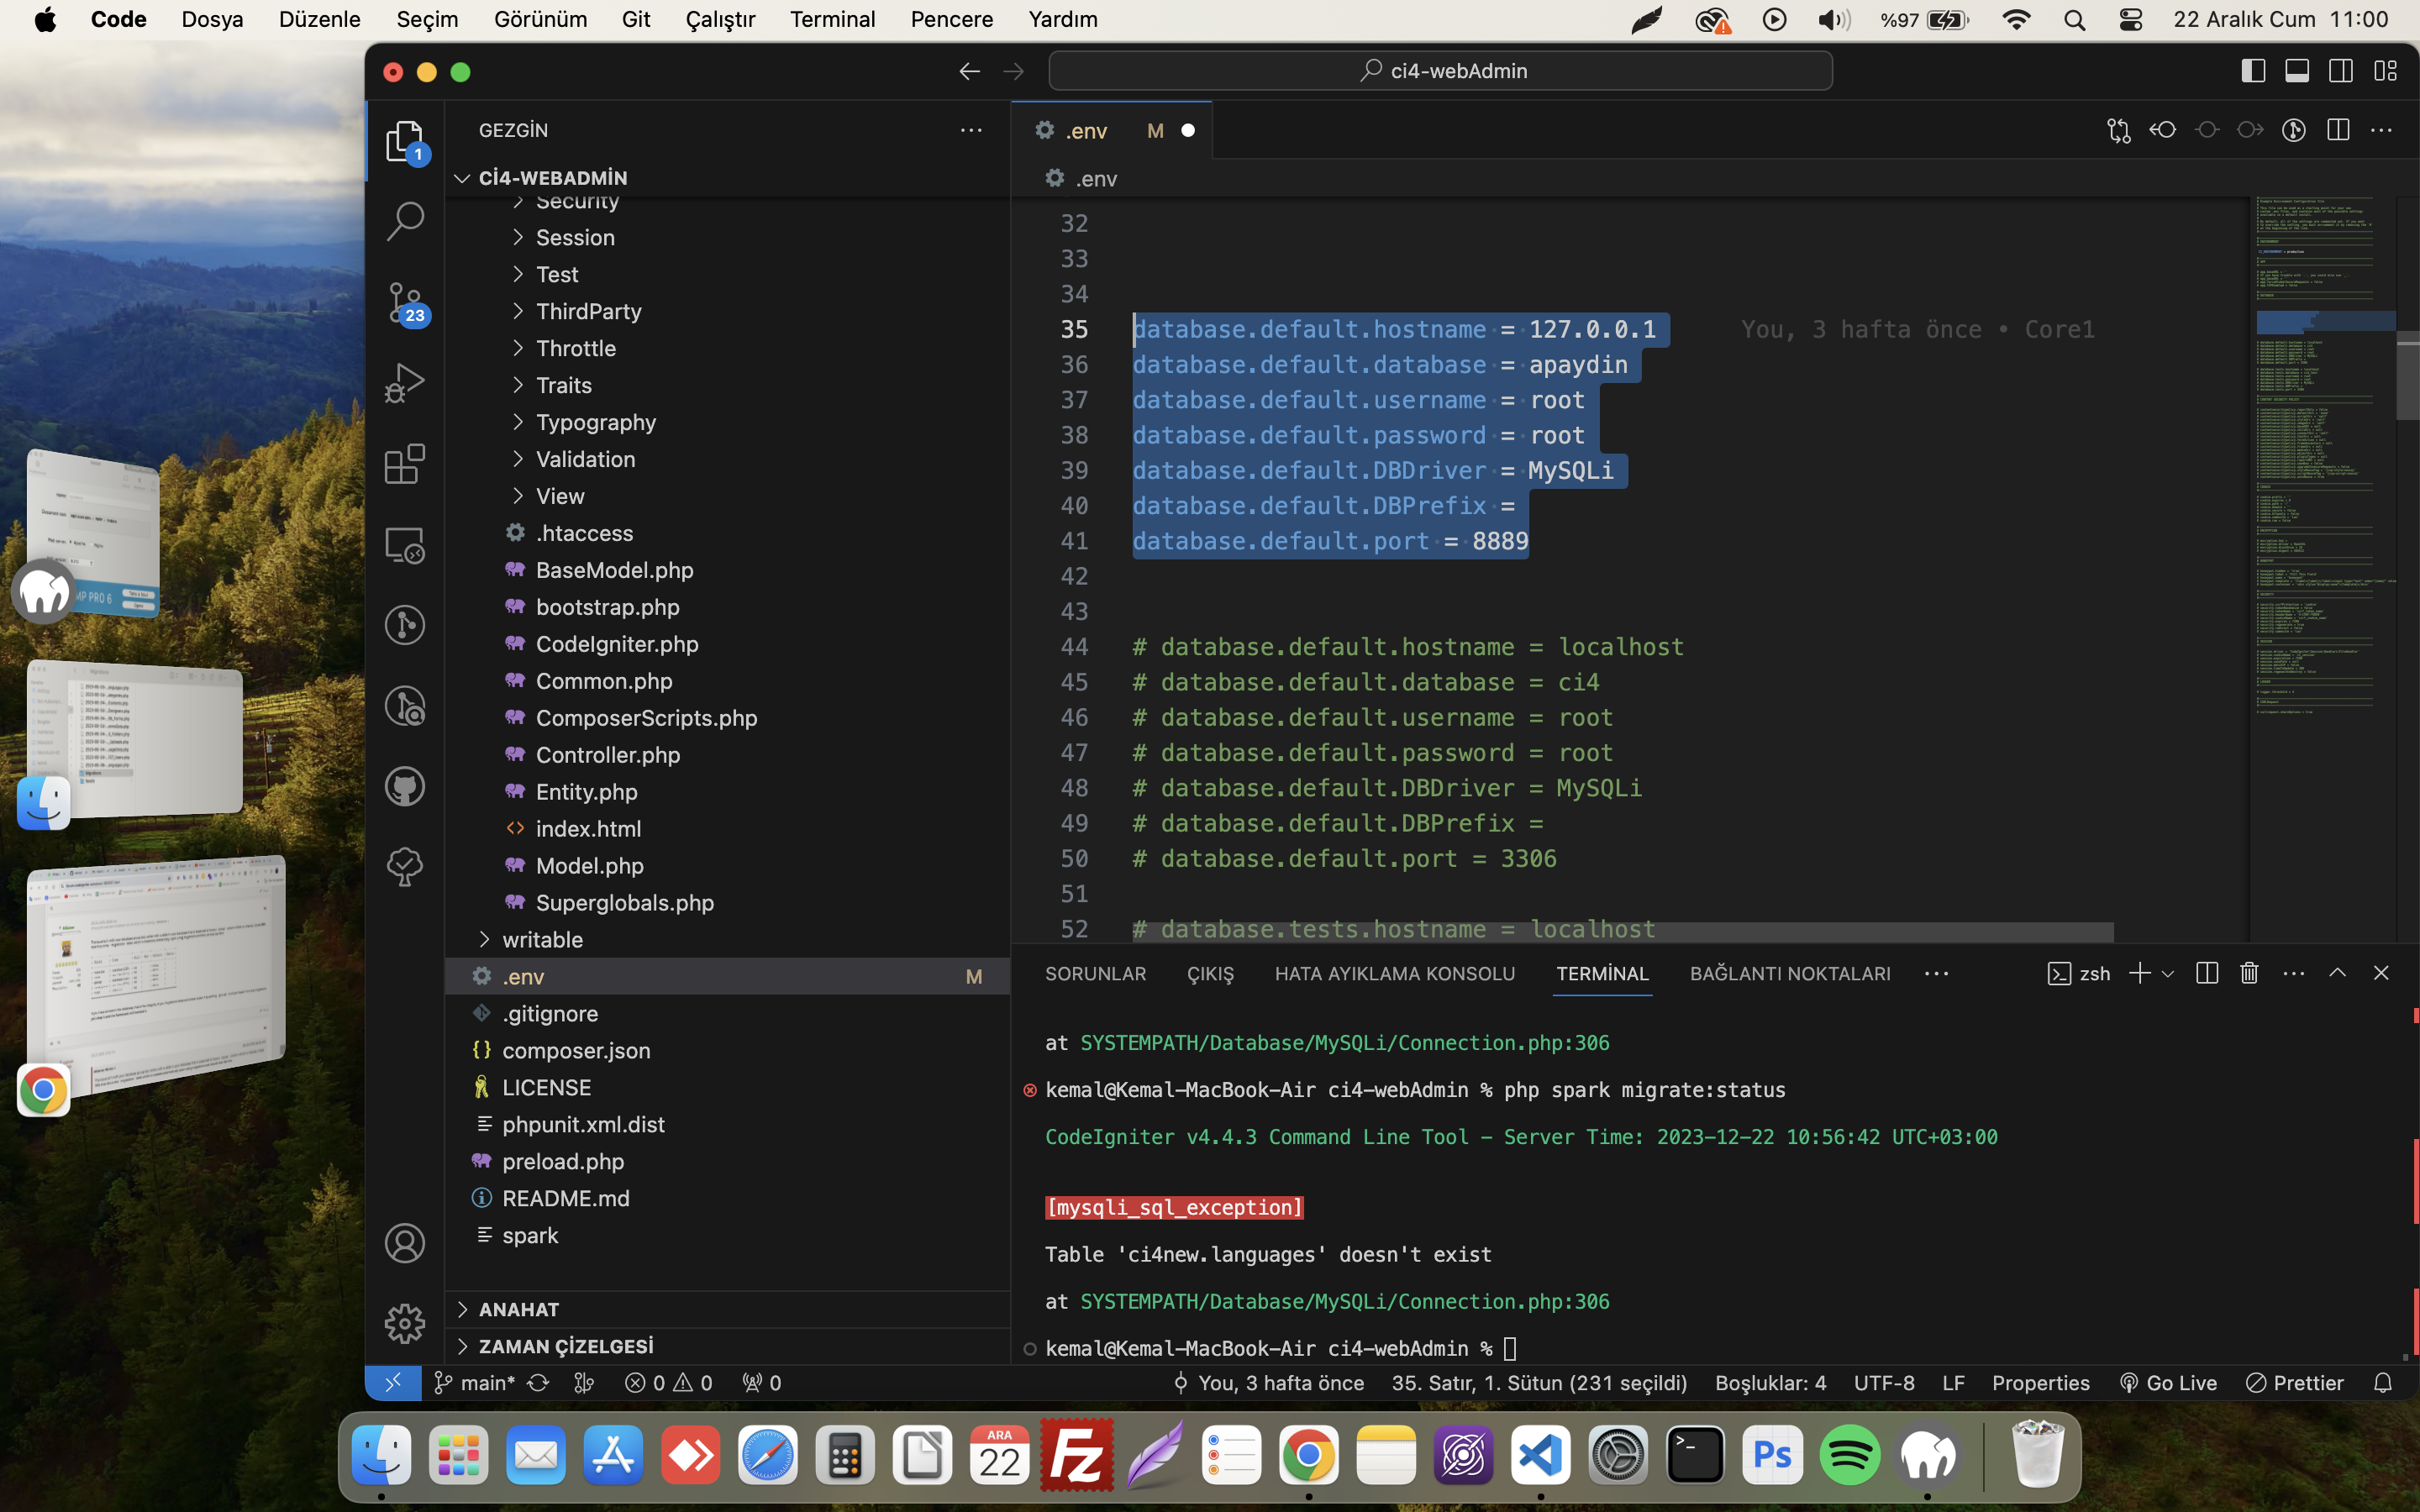 Code Dosya Düzenle Seçim Görünüm Git Çalıştır Terminal Pencere Yardım %97 22 Aralık Cum 11:00
ci4-webAdmin
GEZGİN
1
Cİ4-WEBADMİN
Security
Session
23
Test
ThirdParty
Throttle
Traits
Typography
Validation
View
.htaccess
BaseModel.php
bootstrap.php
CodeIgniter.php
Common.php
ComposerScripts.php
Controller.php
Entity.php
index.html
Model.php
Superglobals.php
writable
.env M
.gitignore
composer.json
LICENSE
phpunit.xml.dist
preload.php
README.md
spark
ANAHAT
ZAMAN ÇİZELGESİ
.env M
.env
32
33
34
35 database.default.hostname = 127.0.0.1 You, 3 hafta önce • Core1
36 database.default.database = apaydin
37 database.default.username = root
38 database.default.password = root
39 database.default.DBDriver = MySQLi
40 database.default.DBPrefix =
41 database.default.port = 8889
42
43
44 # database.default.hostname = localhost
45 # database.default.database = ci4
46 # database.default.username = root
47 # database.default.password = root
48 # database.default.DBDriver = MySQLi
49 # database.default.DBPrefix =
50 # database.default.port = 3306
51
52 # database.tests.hostname = localhost
SORUNLAR ÇIKIŞ HATA AYIKLAMA KONSOLU TERMİNAL BAĞLANTI NOKTALARI zsh
at SYSTEMPATH/Database/MySQLi/Connection.php:306
kemal@Kemal-MacBook-Air ci4-webAdmin % php spark migrate:status
CodeIgniter v4.4.3 Command Line Tool - Server Time: 2023-12-22 10:56:42 UTC+03:00
[mysqli_sql_exception]
Table 'ci4new.languages' doesn't exist
at SYSTEMPATH/Database/MySQLi/Connection.php:306
kemal@Kemal-MacBook-Air ci4-webAdmin %
main* 0 0 0 You, 3 hafta önce 35. Satır, 1. Sütun (231 seçildi) Boşluklar: 4 UTF-8 LF Properties Go Live Prettier
MP PRO 6
ARA
22
Fz
Ps